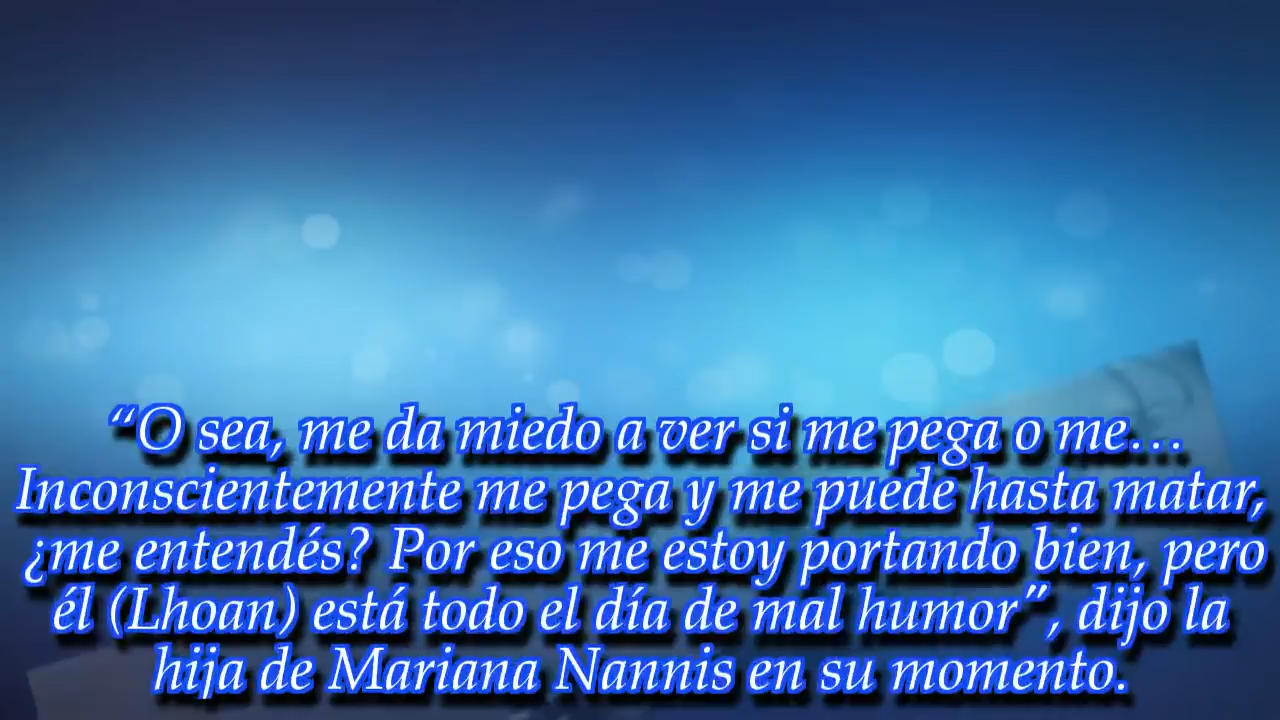 “O sea, me da miedo a ver si me pega o me…
Inconscientemente me pega y me puede hasta matar,
¿me entendés? Por eso me estoy portando bien, pero
él (Lhoan) está todo el día de mal humor”, dijo la
hija de Mariana Nannis en su momento.